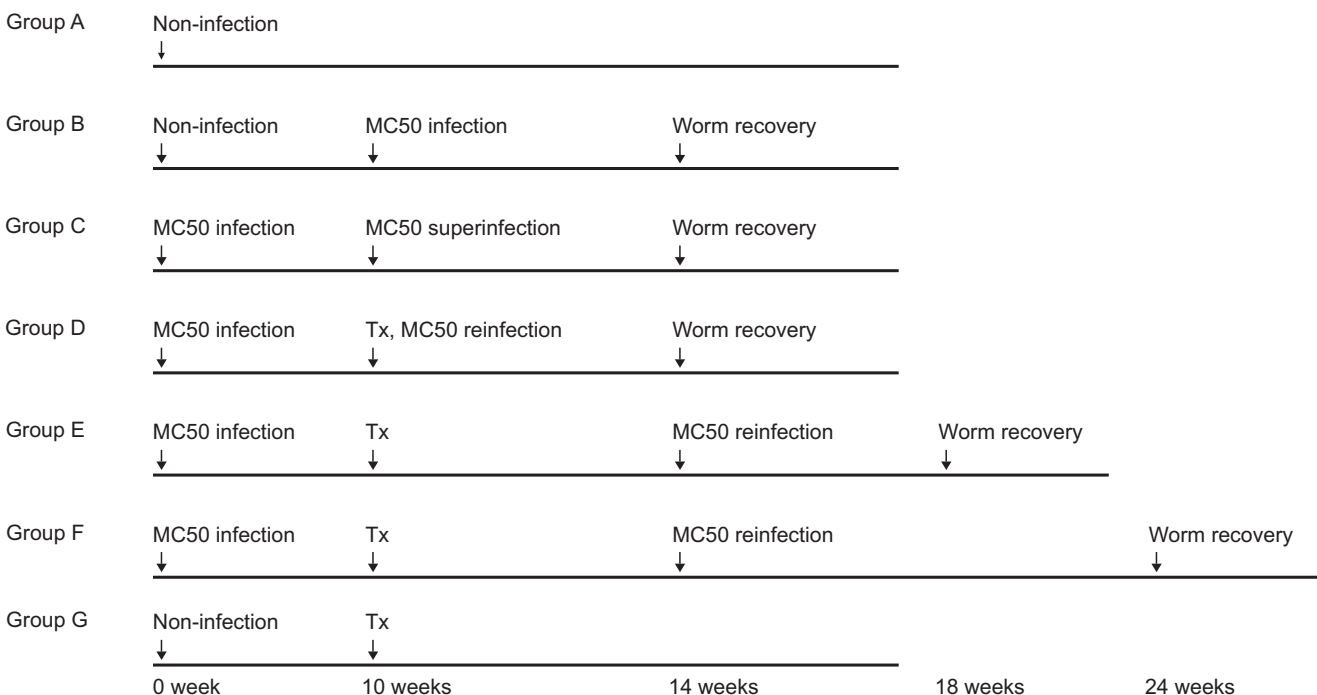 Group A Non-infection
Group B Non-infection MC50 infection Worm recovery
Group C MC50 infection MC50 superinfection Worm recovery
Group D MC50 infection Tx, MC50 reinfection Worm recovery
Group E MC50 infection Tx MC50 reinfection Worm recovery
Group F MC50 infection Tx MC50 reinfection Worm recovery
Group G Non-infection Tx
0 week 10 weeks 14 weeks 18 weeks 24 weeks